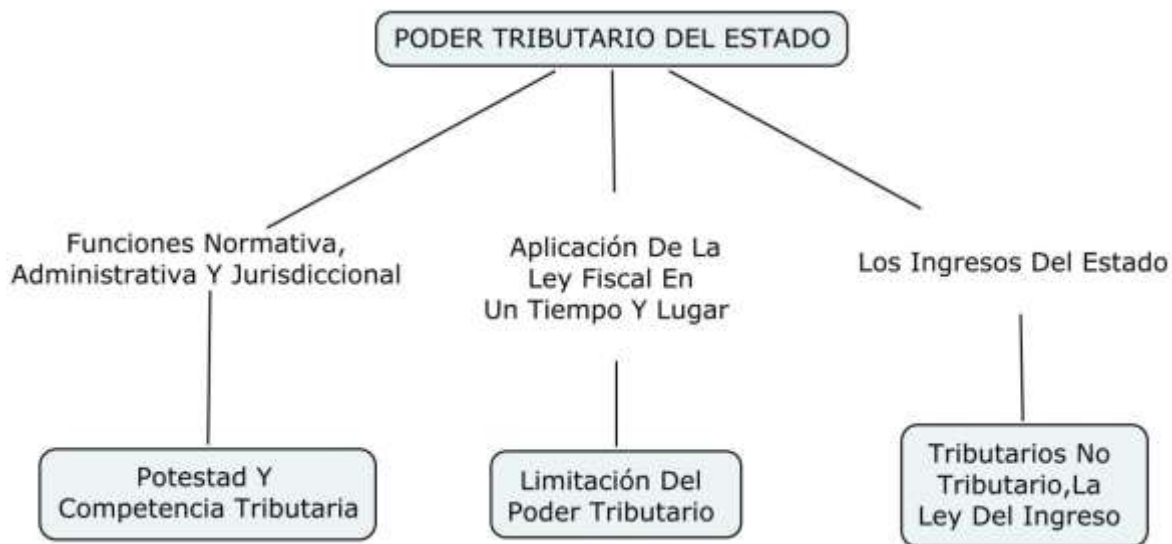 PODER TRIBUTARIO DEL ESTADO
Funciones Normativa,
Administrativa Y Jurisdiccional
Aplicación De La
Ley Fiscal En
Un Tiempo Y Lugar
Los Ingresos Del Estado
Potestad Y
Competencia Tributaria
Limitación Del
Poder Tributario
Tributarios No
Tributario,La
Ley Del Ingreso